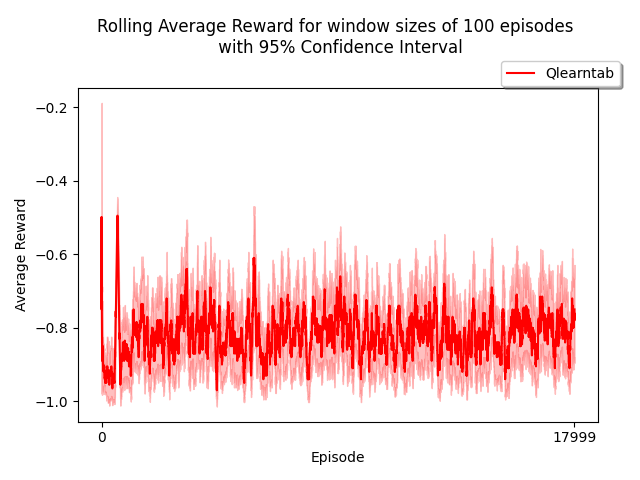 Rolling Average Reward for window sizes of 100 episodes
with 95% Confidence Interval
Qlearntab
Average Reward
−0.2
−0.4
−0.6
−0.8
−1.0
0
17999
Episode